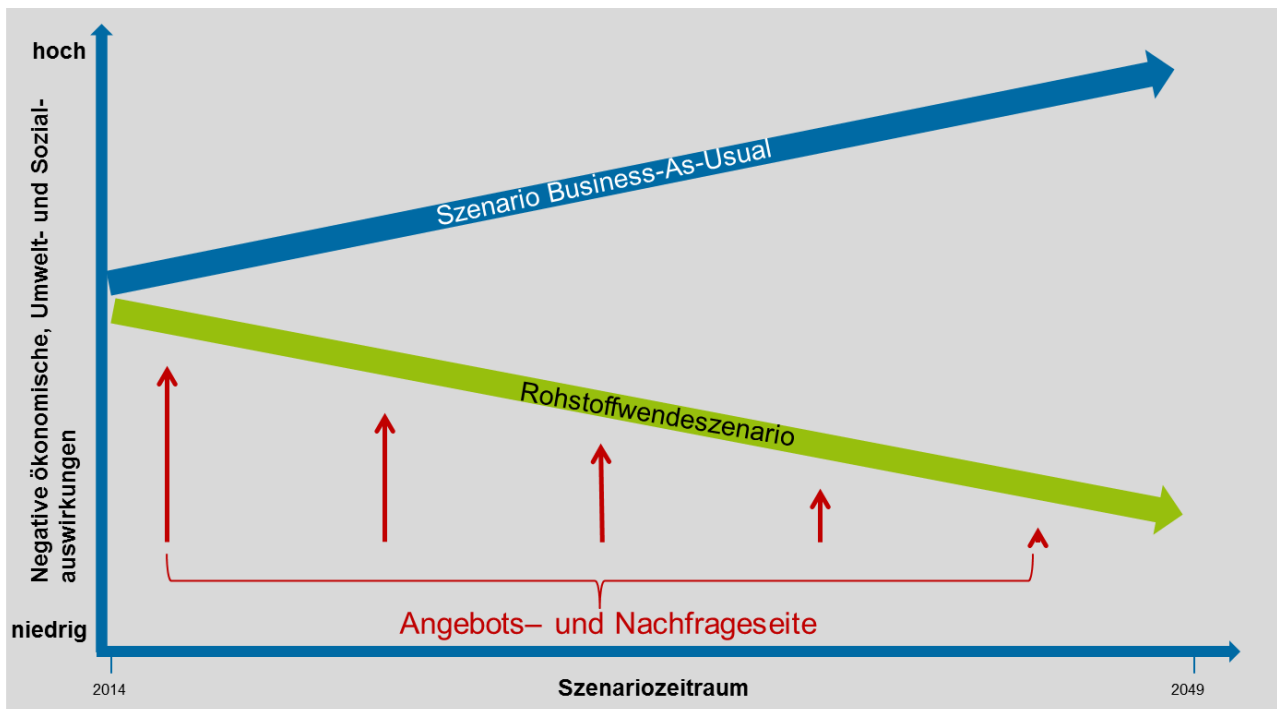 hoch
Negative ökonomische, Umwelt- und Sozial-
auswirkungen
niedrig
Szenario Business-As-Usual
Rohstoffwendeszenario
Angebots– und Nachfrageseite
2014
Szenariozeitraum
2049